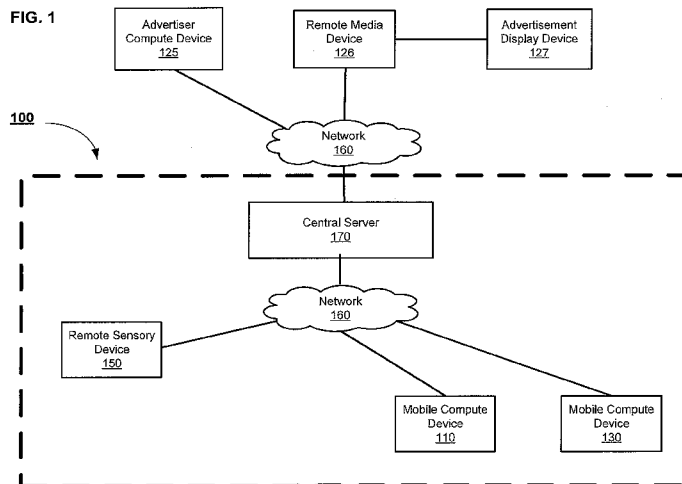 FIG. 1
Advertiser
Compute Device
125
Remote Media
Device
126
Advertisement
Display Device
127
100
Network
160
Central Server
170
Network
160
Remote Sensory
Device
150
Mobile Compute
Device
110
Mobile Compute
Device
130